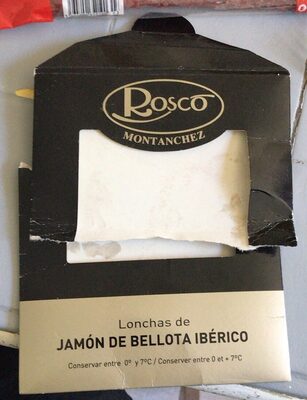 Rosco
MONTANCHEZ
Lonchas de
JAMÓN DE BELLOTA IBÉRICO
Conservar entre 0º y 7ºC / Conserver entre 0 et + 7ºC